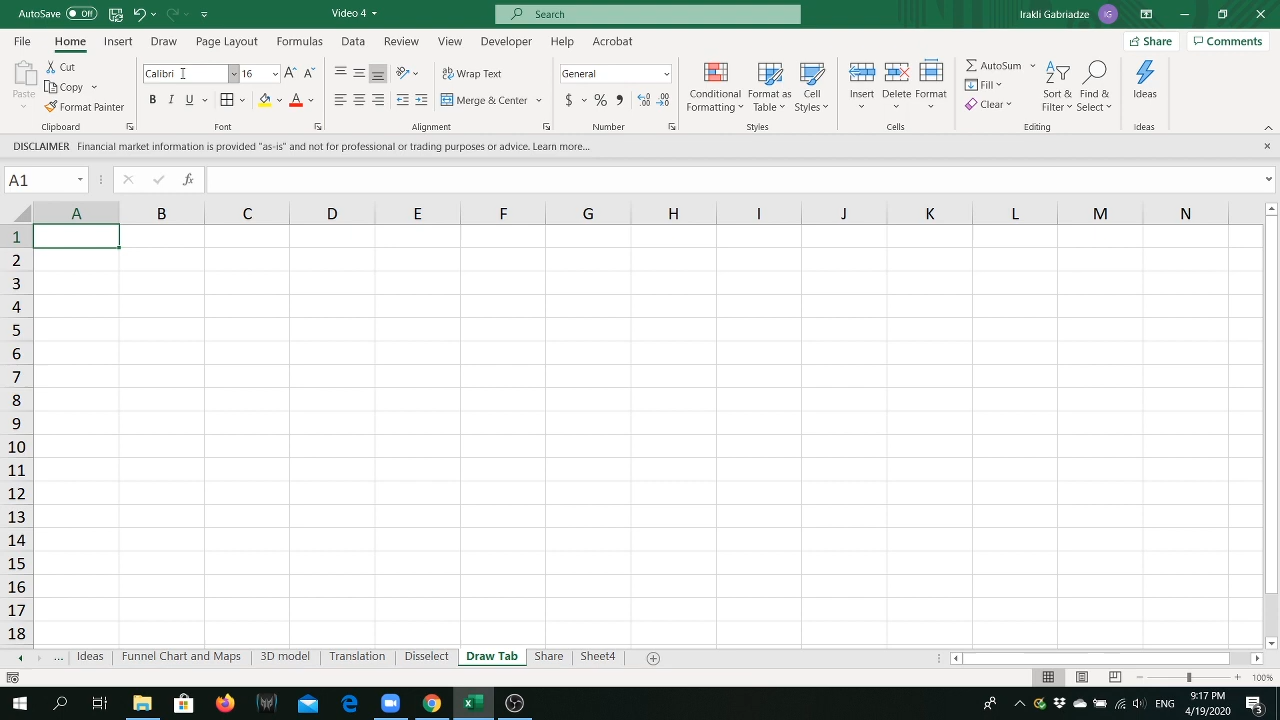 AutoSave Off
Video 4
Search
Irakli Gabriadze IG
File Home Insert Draw Page Layout Formulas Data Review View Developer Help Acrobat Share Comments
Paste
Cut
Copy
Format Painter
Clipboard
Calibri 16
B I U
Font
Wrap Text
Merge & Center
Alignment
General
$ % ,
Number
Conditional Formatting
Format as Table
Cell Styles
Styles
Insert
Delete
Format
Cells
AutoSum
Fill
Clear
Sort & Filter
Find & Select
Editing
Ideas
Ideas
DISCLAIMER Financial market information is provided "as-is" and not for professional or trading purposes or advice. Learn more...
A1 fx
A B C D E F G H I J K L M N
1
2
3
4
5
6
7
8
9
10
11
12
13
14
15
16
17
18
... Ideas Funnel Chart and Maps 3D model Translation Disselect Draw Tab Share Sheet4
100%
ENG
9:17 PM
4/19/2020
3